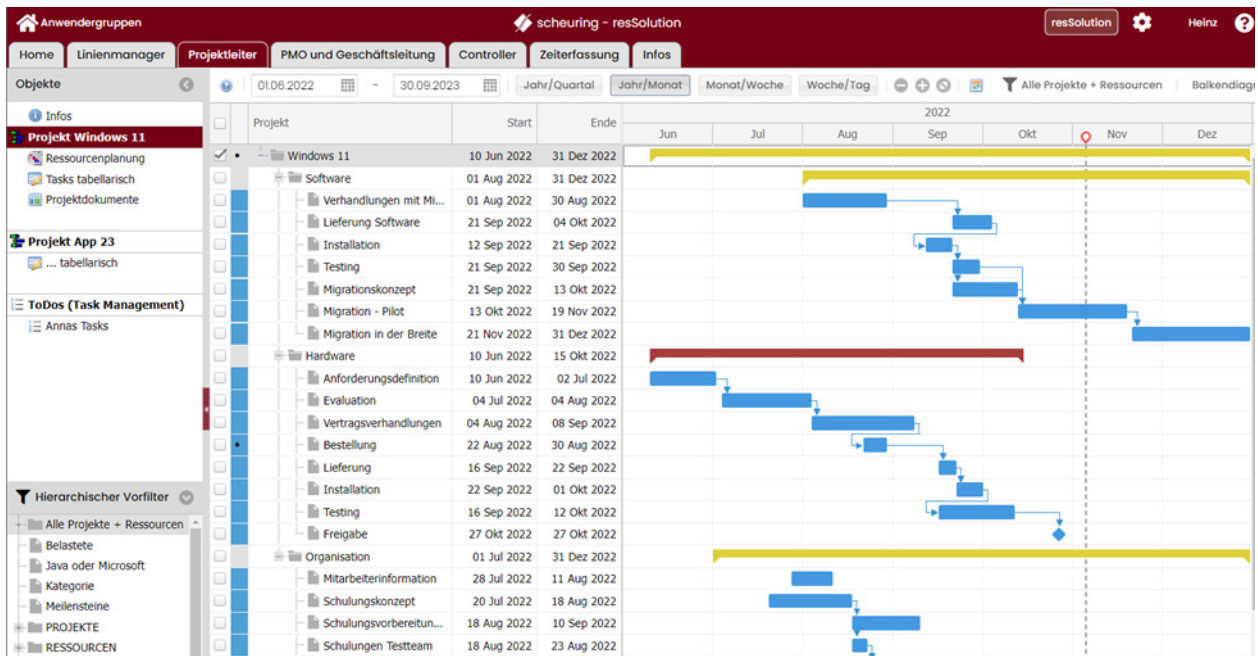 Anwendergruppen
scheuring - resSolution
resSolution
Heinz
?
Home Linienmanager Projektleiter PMO und Geschäftsleitung Controller Zeiterfassung Infos
Objekte
01.06.2022 - 30.09.2023 Jahr/Quartal Jahr/Monat Monat/Woche Woche/Tag Alle Projekte + Ressourcen
Infos
Projekt Windows 11
Ressourcenplanung
Tasks tabellarisch
Projektdokumente
Projekt App 23
... tabellarisch
ToDos (Task Management)
Annas Tasks
Hierarchischer Vorfilter
Alle Projekte + Ressourcen
Belastete
Java oder Microsoft
Kategorie
Meilensteine
PROJEKTE
RESSOURCEN
Projekt Start Ende
2022
Jun Jul Aug Sep Okt Nov Dez
Windows 11 10 Jun 2022 31 Dez 2022
Software 01 Aug 2022 31 Dez 2022
Verhandlungen mit Mi... 01 Aug 2022 30 Aug 2022
Lieferung Software 21 Sep 2022 04 Okt 2022
Installation 12 Sep 2022 21 Sep 2022
Testing 21 Sep 2022 30 Sep 2022
Migrationskonzept 21 Sep 2022 13 Okt 2022
Migration - Pilot 13 Okt 2022 19 Nov 2022
Migration in der Breite 21 Nov 2022 31 Dez 2022
Hardware 10 Jun 2022 15 Okt 2022
Anforderungsdefinition 10 Jun 2022 02 Jul 2022
Evaluation 04 Jul 2022 04 Aug 2022
Vertragsverhandlungen 04 Aug 2022 08 Sep 2022
Bestellung 22 Aug 2022 30 Aug 2022
Lieferung 16 Sep 2022 22 Sep 2022
Installation 22 Sep 2022 01 Okt 2022
Testing 16 Sep 2022 12 Okt 2022
Freigabe 27 Okt 2022 27 Okt 2022
Organisation 01 Jul 2022 31 Dez 2022
Mitarbeiterinformation 28 Jul 2022 11 Aug 2022
Schulungskonzept 20 Jul 2022 18 Aug 2022
Schulungsvorbereitun... 18 Aug 2022 10 Sep 2022
Schulungen Testteam 18 Aug 2022 23 Aug 2022